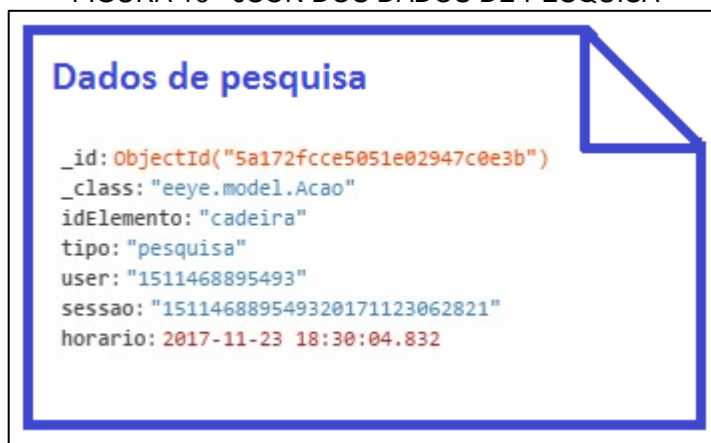 Dados de pesquisa
_id: ObjectId("5a172fcce5051e02947c0e3b")
_class: "eeye.model.Acao"
idElemento: "cadeira"
tipo: "pesquisa"
user: "1511468895493"
sessao: "151146889549320171123062821"
horario: 2017-11-23 18:30:04.832